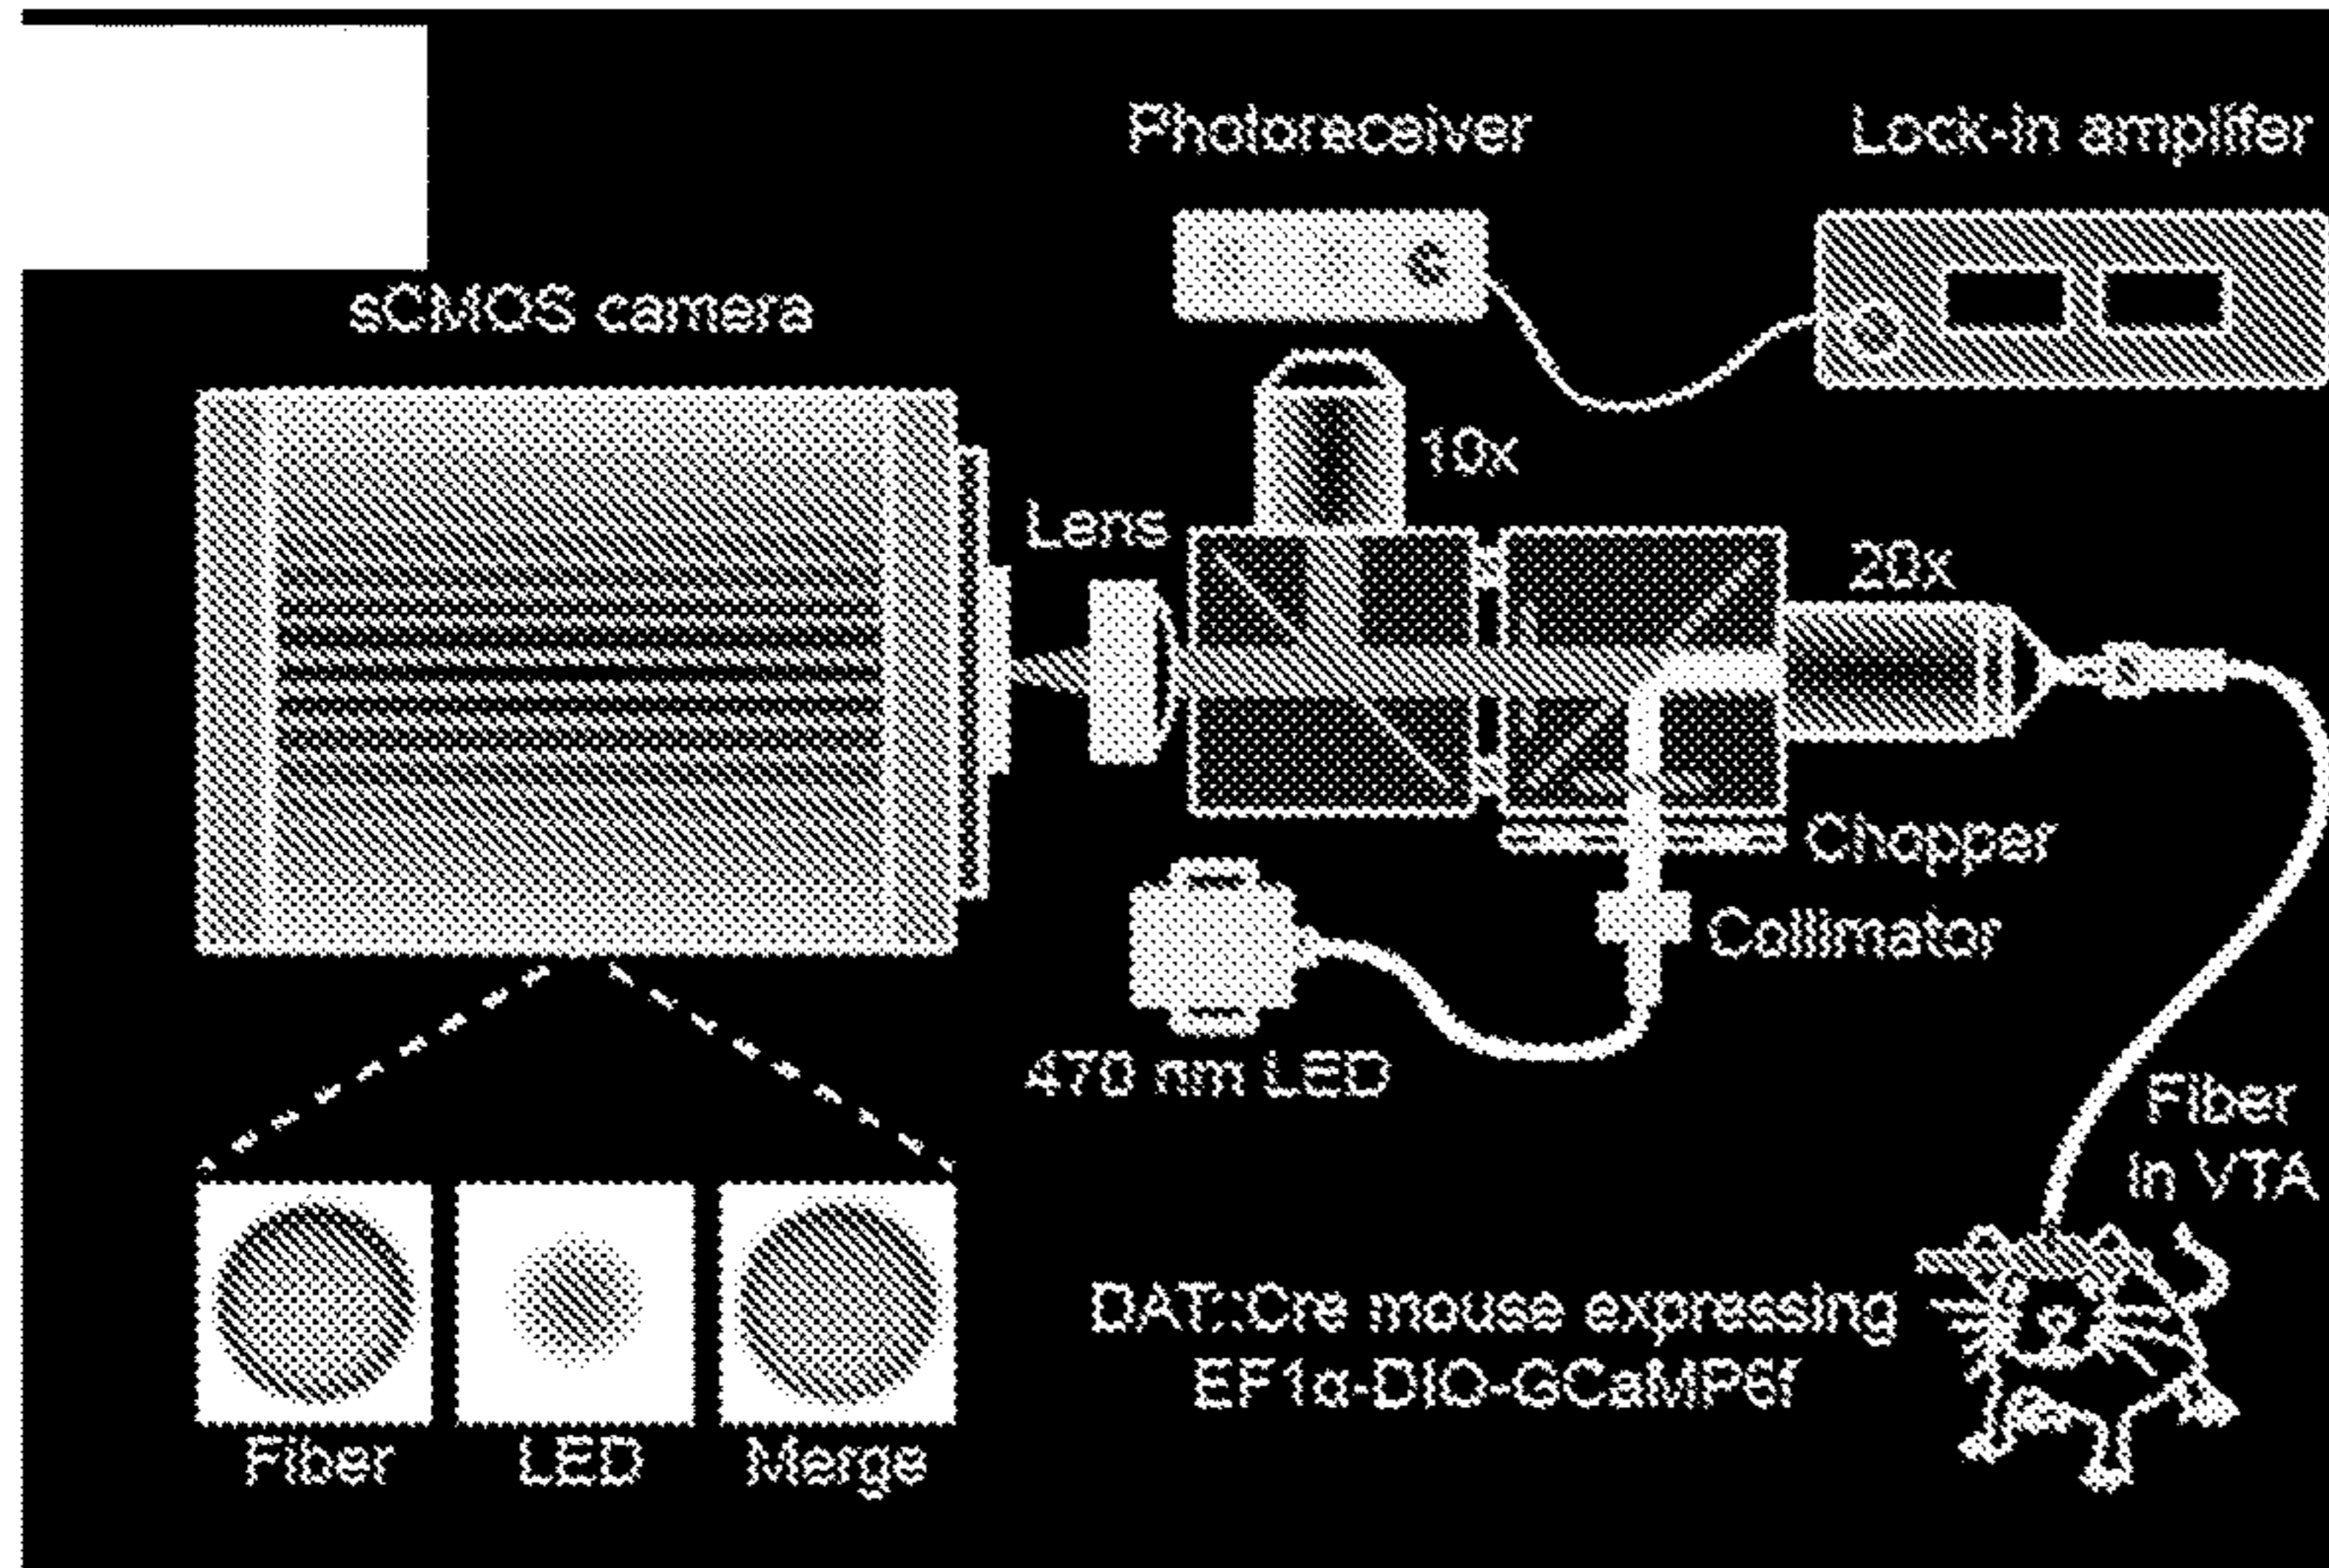 Photoreceiver
Lock-in amplifer
sCMOS camera
10x
Lens
20x
Chopper
Collimator
470 nm LED
Fiber
in VTA
DAT::Cre mouse expressing
EF1α-DIO-GCaMP6f
Fiber
LED
Merge